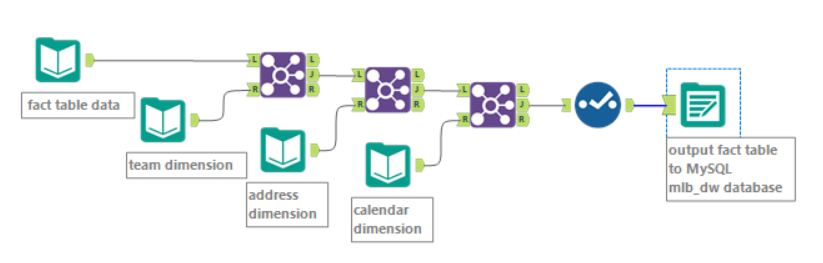 L
L
J
R
R
L
L
J
R
R
L
L
J
R
R
fact table data
team dimension
address
dimension
calendar
dimension
output fact table
to MySQL
mlb_dw database